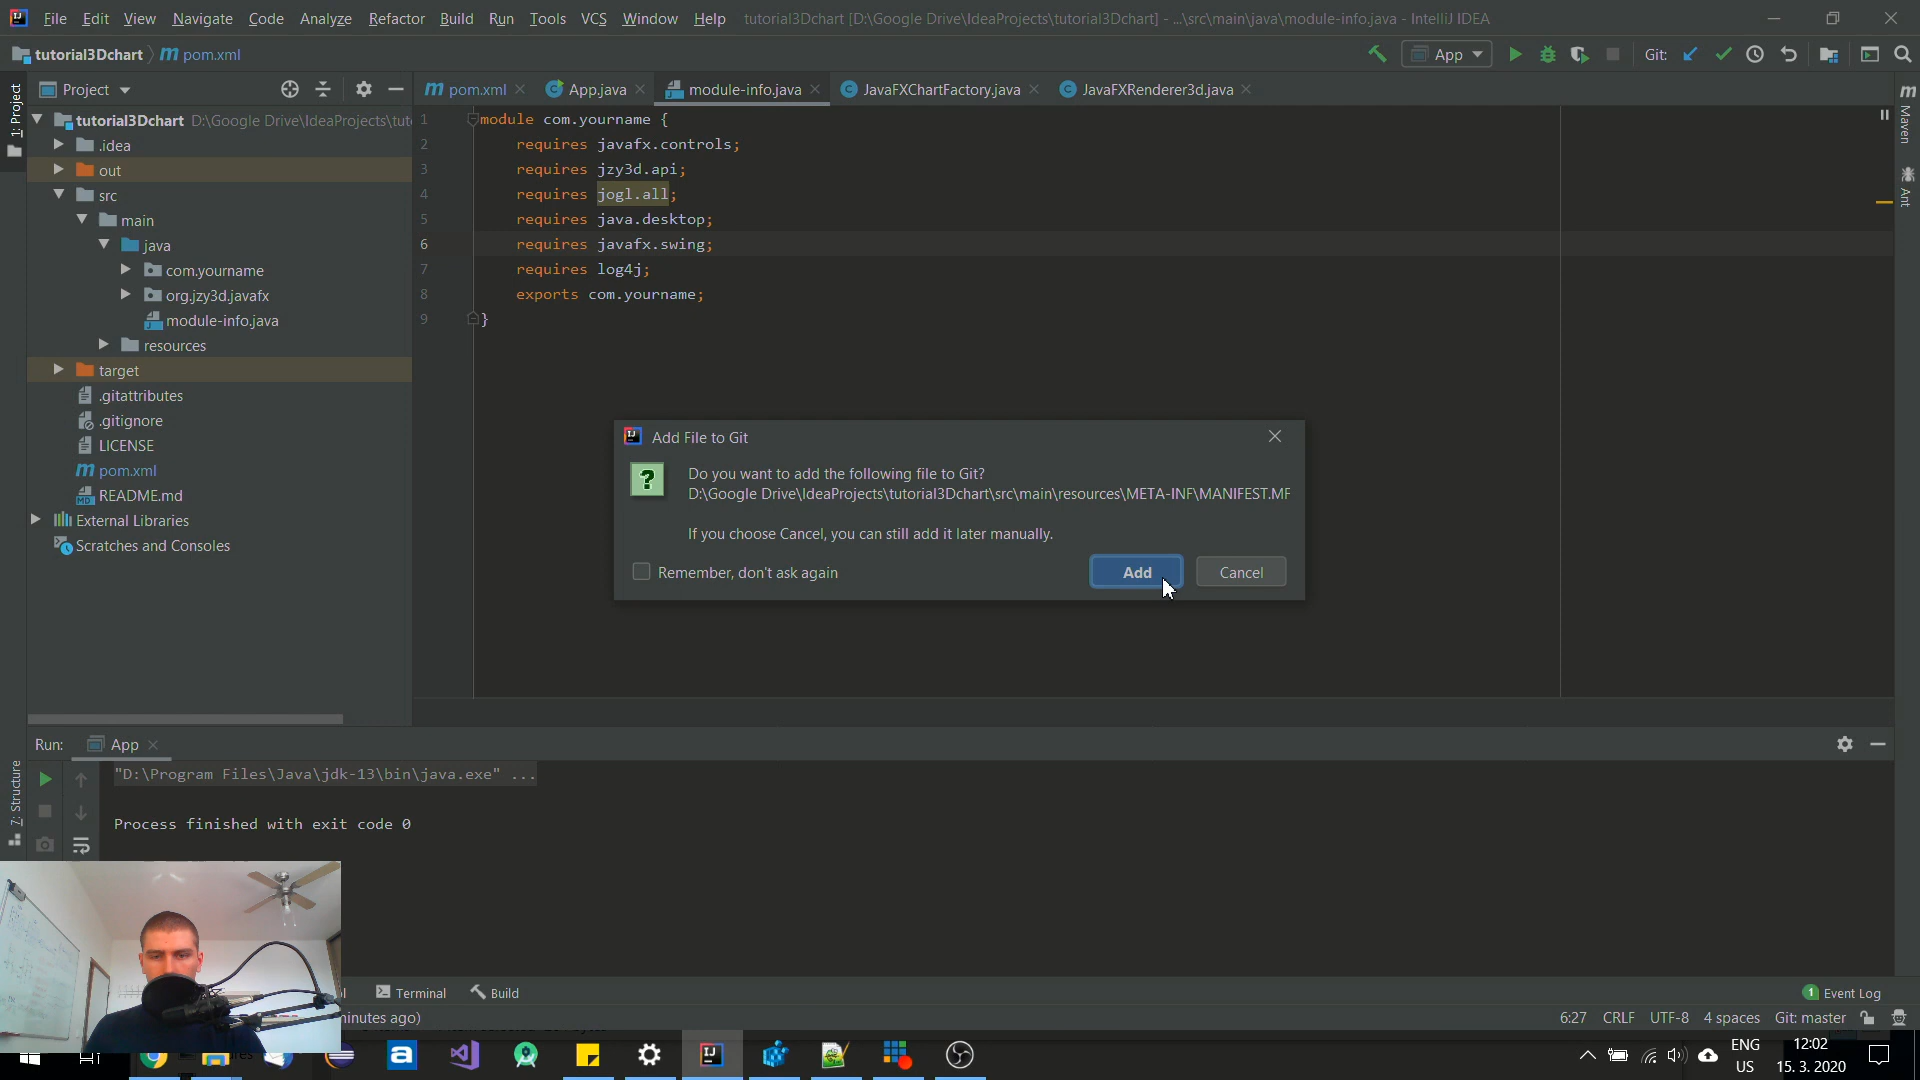 File Edit View Navigate Code Analyze Refactor Build Run Tools VCS Window Help tutorial3Dchart [D:\Google Drive\IdeaProjects\tutorial3Dchart] - ...\src\main\java\module-info.java - IntelliJ IDEA
tutorial3Dchart pom.xml App Git:
Project
pom.xml App.java module-info.java JavaFXChartFactory.java JavaFXRenderer3d.java
1: Project
Maven
Ant
tutorial3Dchart D:\Google Drive\IdeaProjects\tut
.idea
out
src
main
java
com.yourname
org.jzy3d.javafx
module-info.java
resources
target
.gitattributes
.gitignore
LICENSE
pom.xml
README.md
External Libraries
Scratches and Consoles
1 module com.yourname {
2 requires javafx.controls;
3 requires jzy3d.api;
4 requires jogl.all;
5 requires java.desktop;
6 requires javafx.swing;
7 requires log4j;
8 exports com.yourname;
9 }
Add File to Git
Do you want to add the following file to Git?
D:\Google Drive\IdeaProjects\tutorial3Dchart\src\main\resources\META-INF\MANIFEST.MF
If you choose Cancel, you can still add it later manually.
Remember, don't ask again Add Cancel
Run: App
7: Structure
"D:\Program Files\Java\jdk-13\bin\java.exe" ...
Process finished with exit code 0
Terminal Build 1 Event Log
minutes ago) 6:27 CRLF UTF-8 4 spaces Git: master
ENG
US
12:02
15. 3. 2020